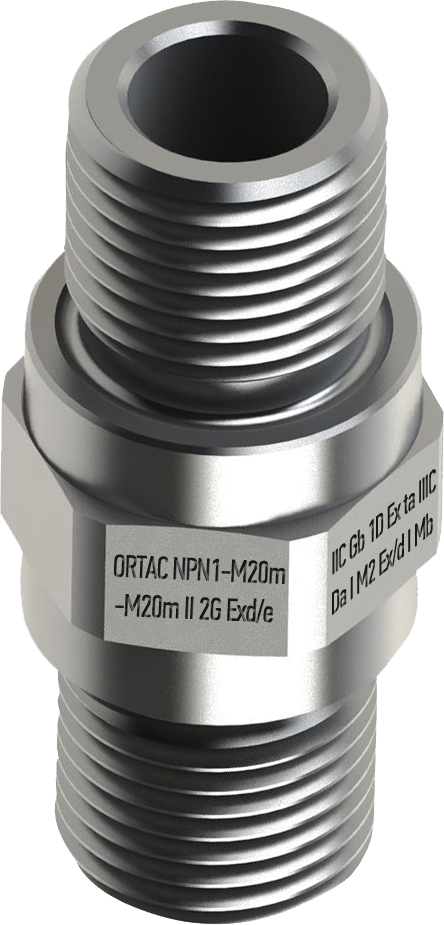 ORTAC NPN1-M20m
-M20m II 2G Exd/e
IIC Gb 1D Ex ta IIIC
Da I M2 Ex/d I Mb